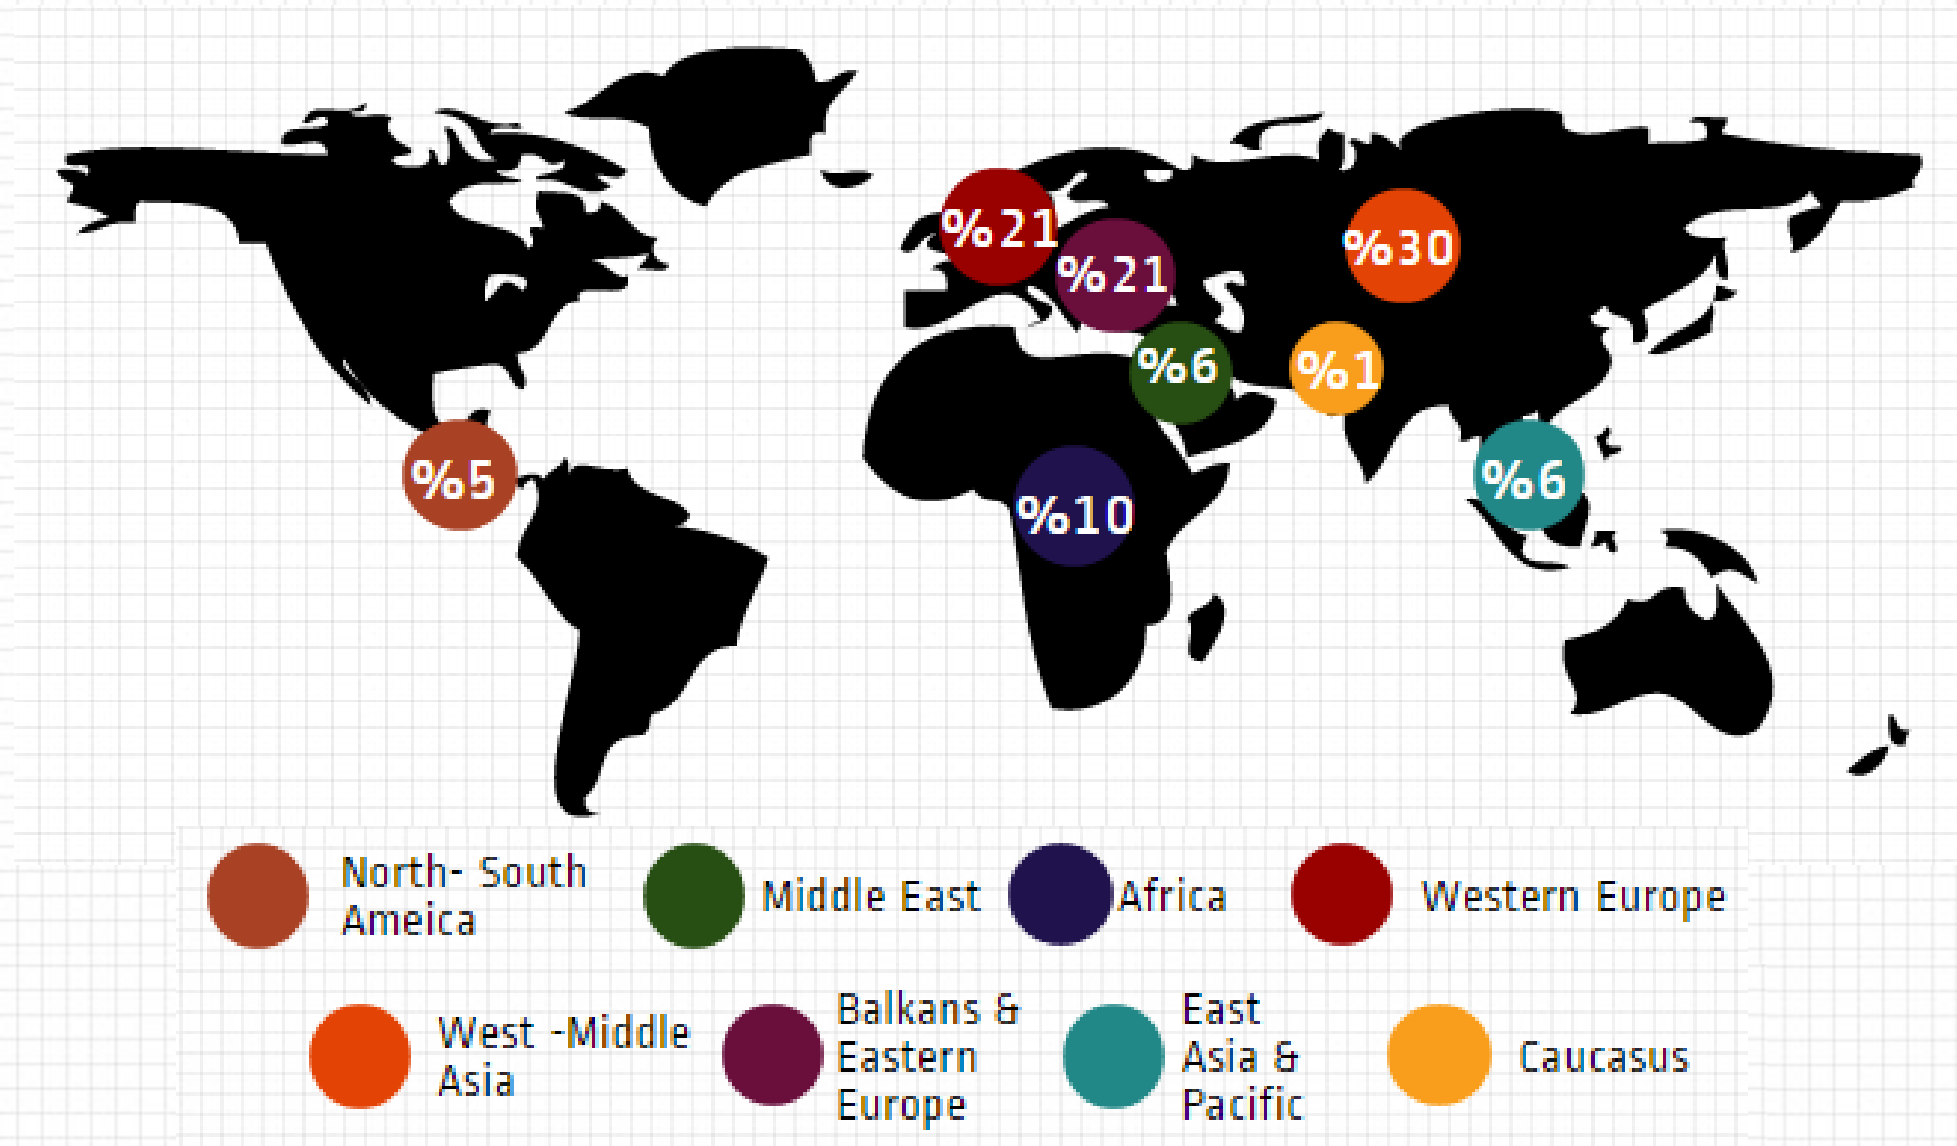 %21
%21
%30
%6
%1
%5
%10
%6
North- South
Ameica
Middle East
Africa
Western Europe
West -Middle
Asia
Balkans &
Eastern
Europe
East
Asia &
Pacific
Caucasus